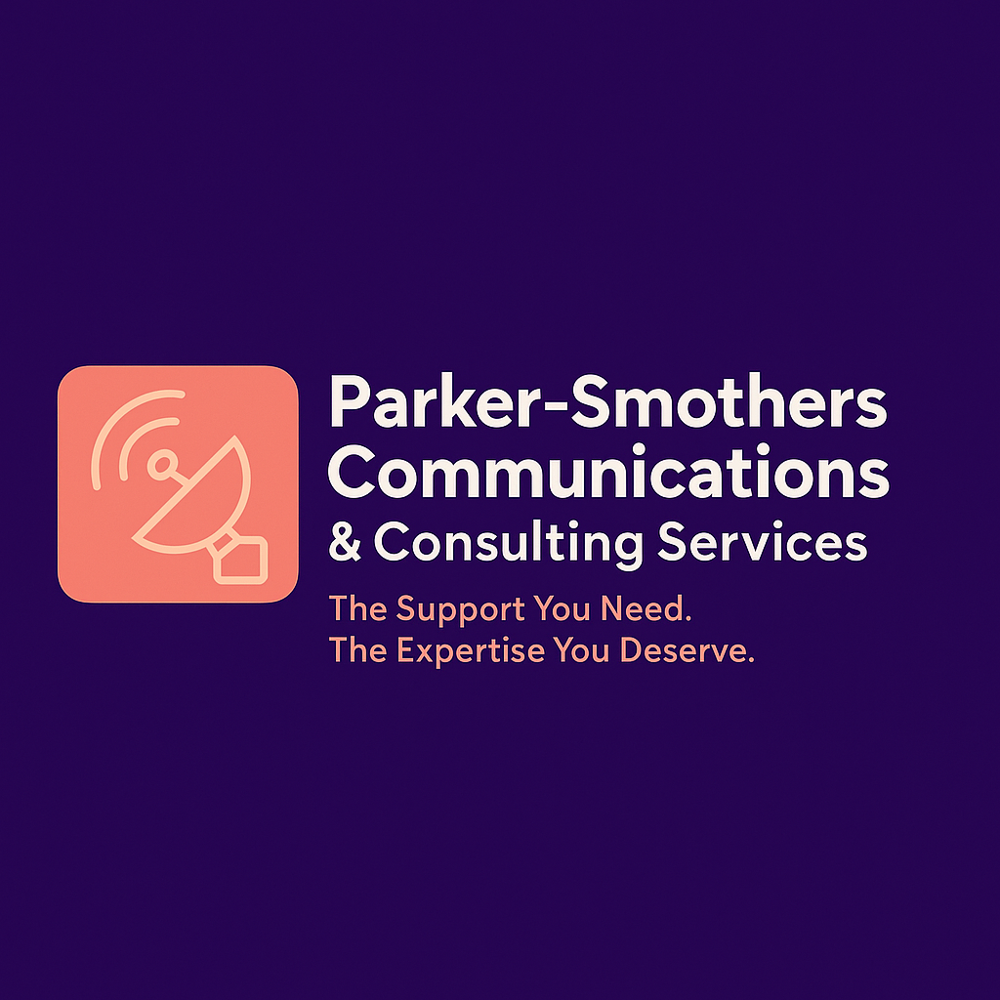 Parker-Smothers
Communications
& Consulting Services
The Support You Need.
The Expertise You Deserve.